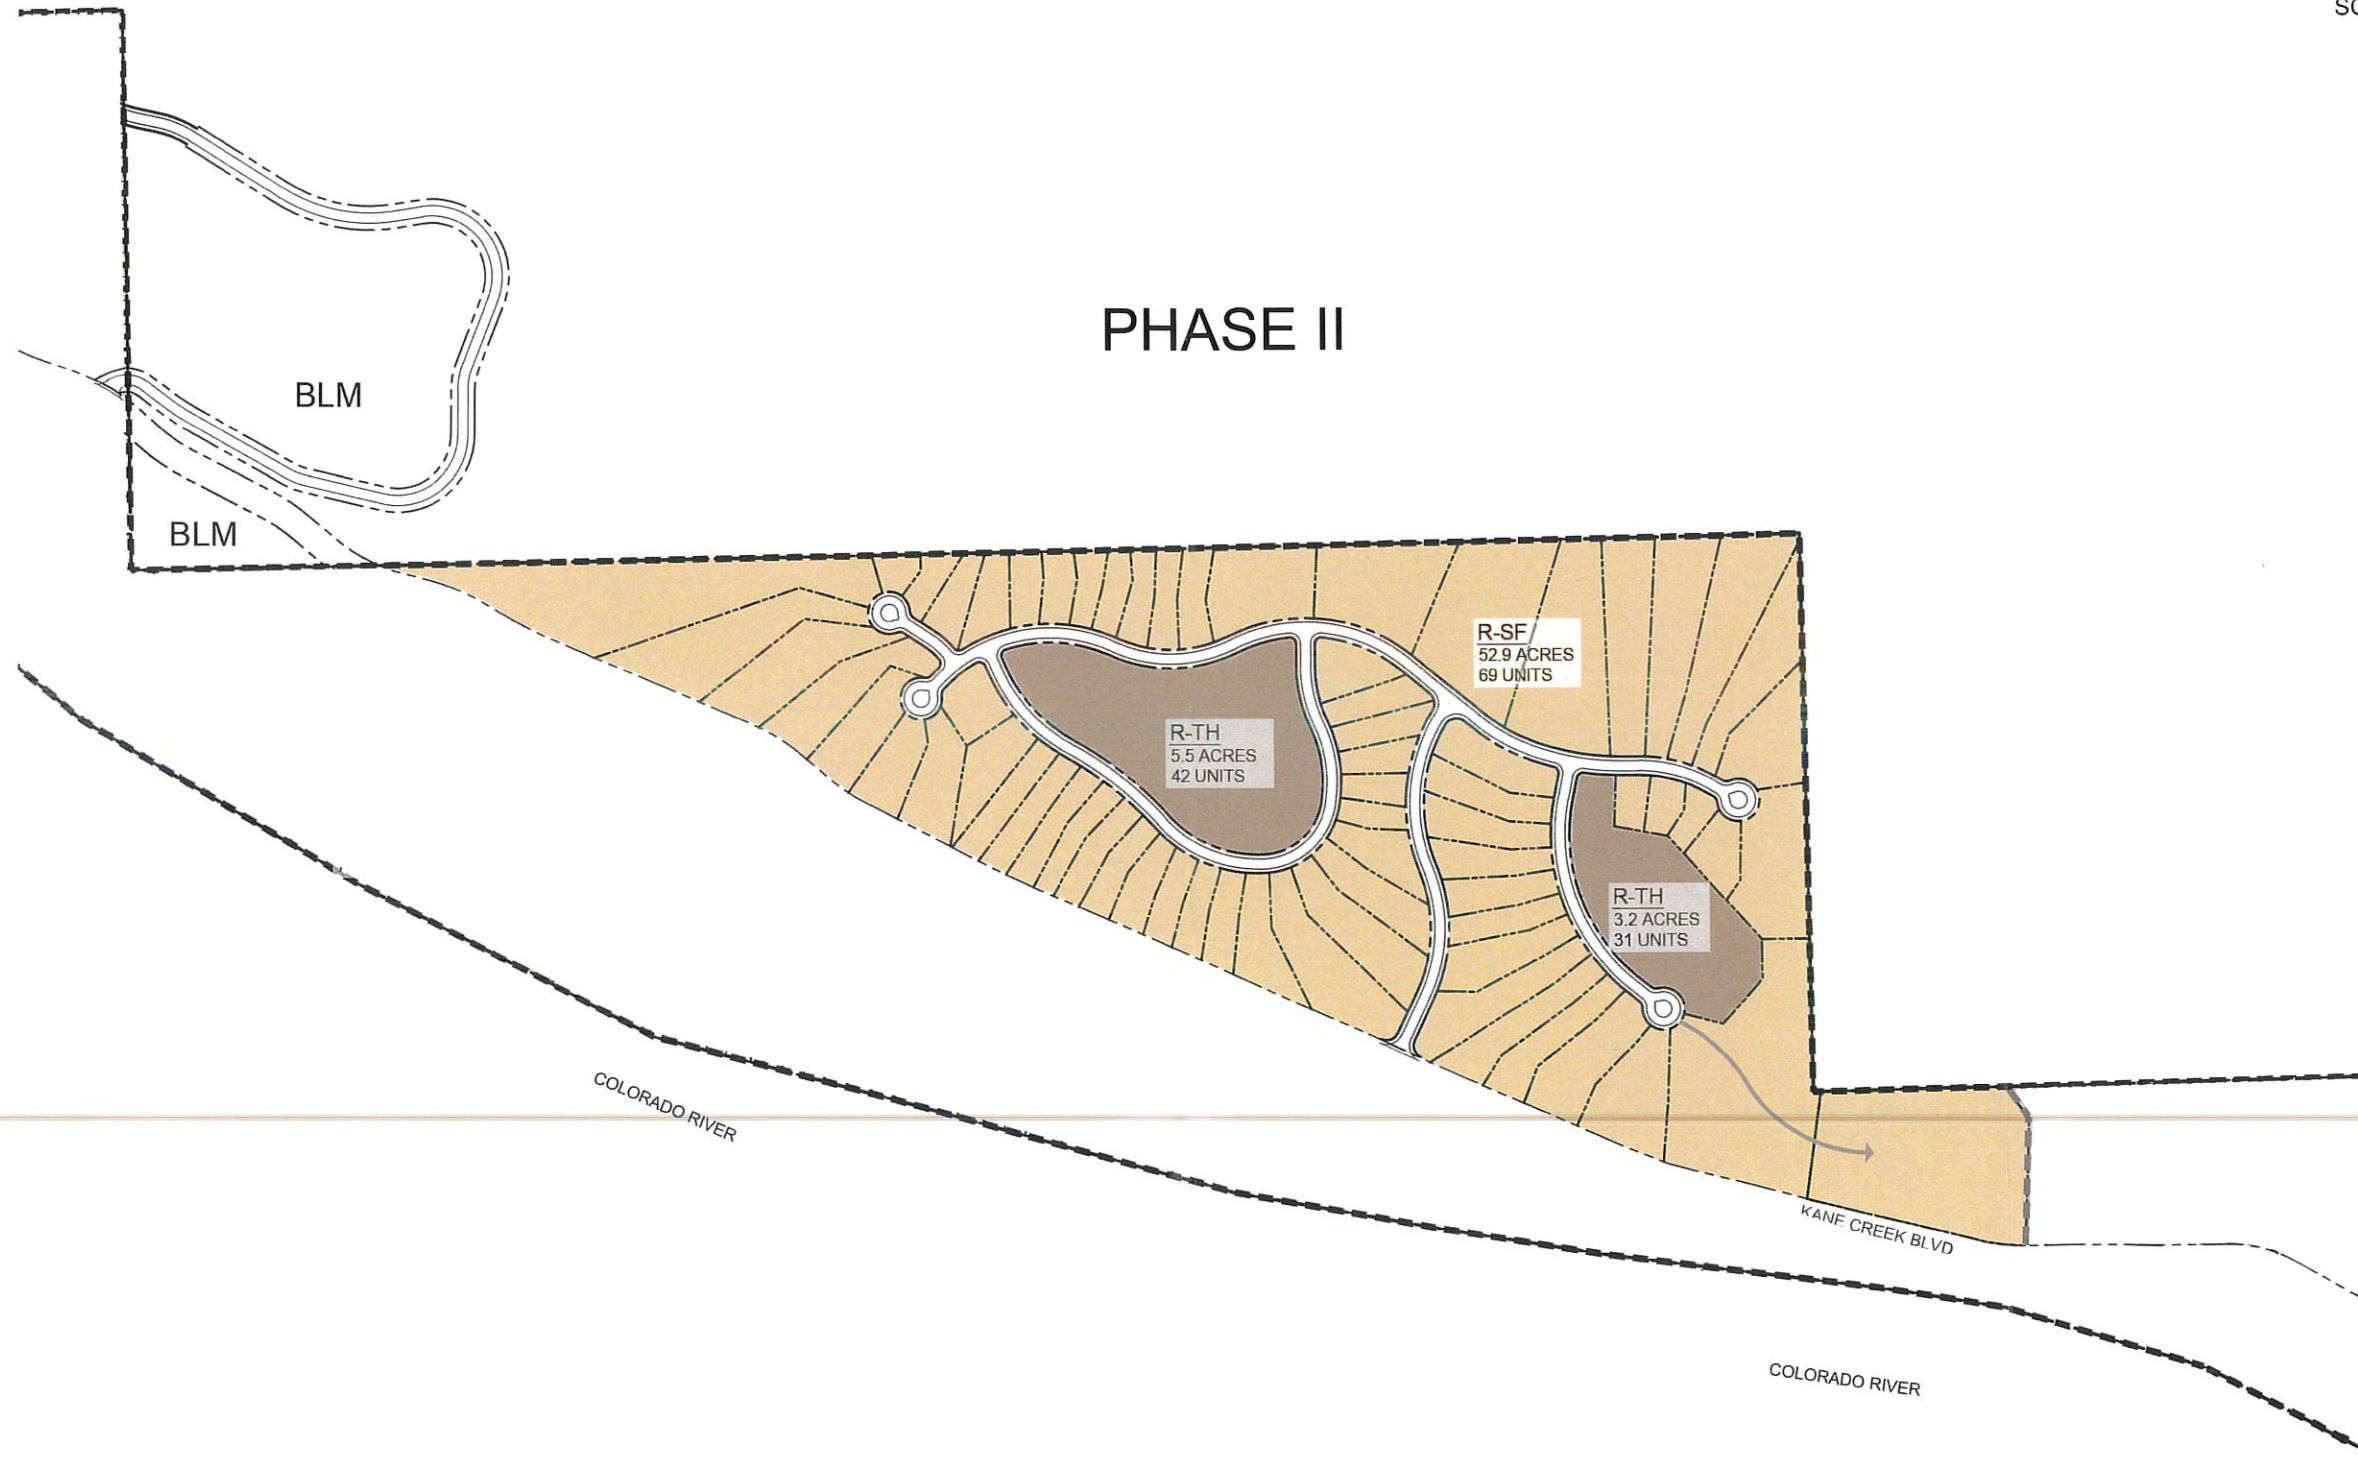 PHASE II
BLM
BLM
R-SF
52.9 ACRES
69 UNITS
R-TH
5.5 ACRES
42 UNITS
R-TH
3.2 ACRES
31 UNITS
COLORADO RIVER
KANE CREEK BLVD
COLORADO RIVER